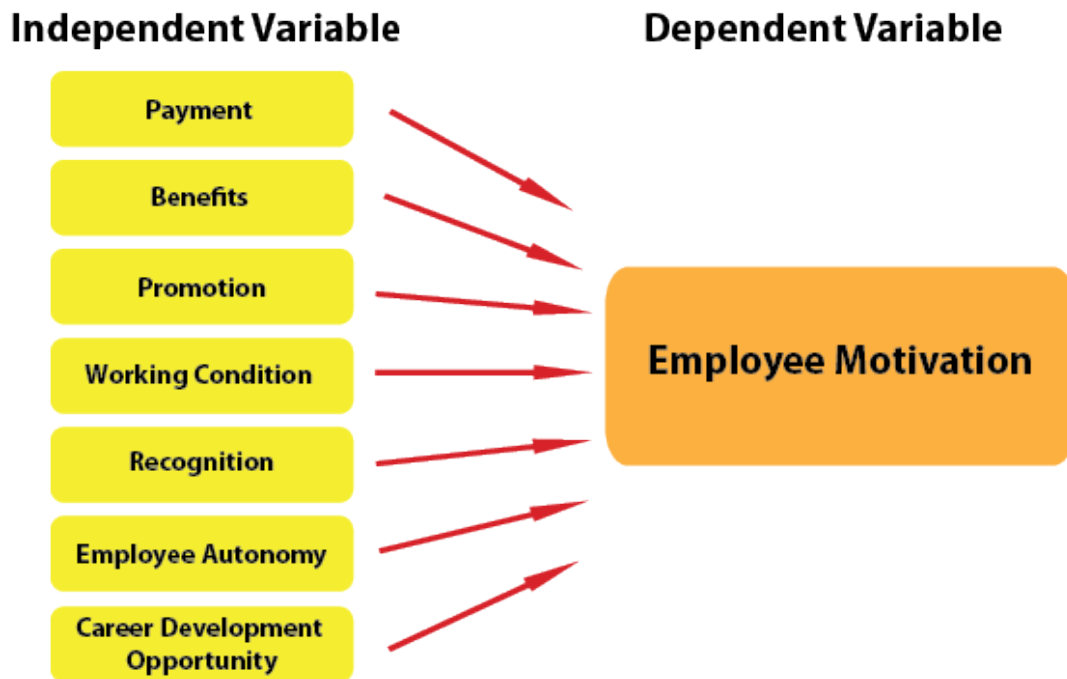 Independent Variable
Dependent Variable
Payment
Benefits
Promotion
Working Condition
Recognition
Employee Autonomy
Career Development
Opportunity
Employee Motivation